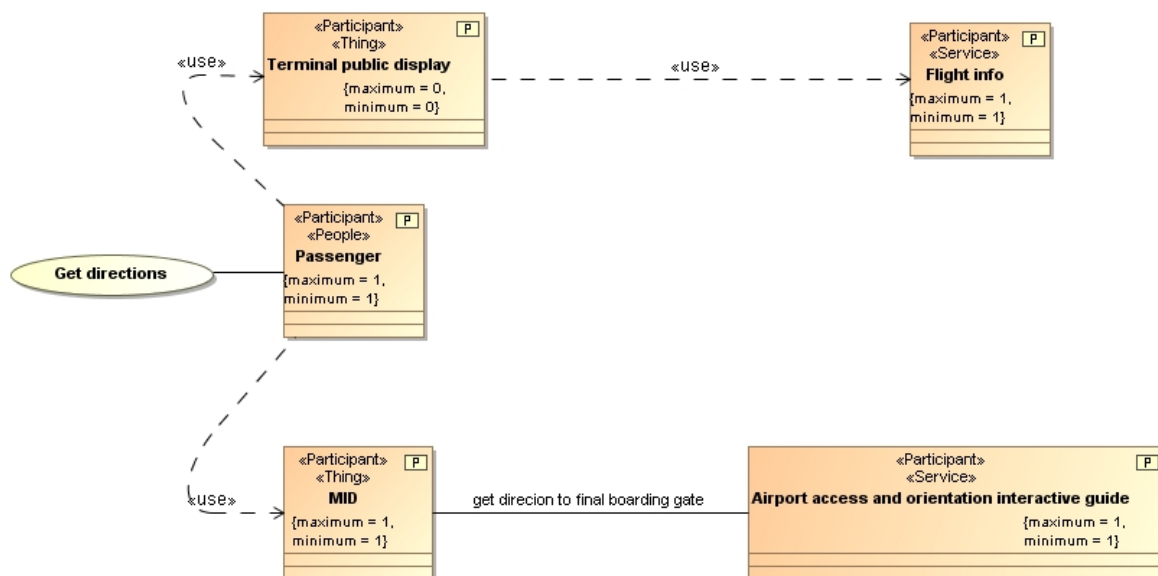 «Participant»
P
«Thing»
Terminal public display
{maximum = 0,
minimum = 0}
«use»
«use»
«Participant»
P
«Service»
Flight info
{maximum = 1,
minimum = 1}
«Participant»
P
«People»
Passenger
{maximum = 1,
minimum = 1}
Get directions
«use»
«Participant»
P
«Thing»
MID
{maximum = 1,
minimum = 1}
get direcion to final boarding gate
«Participant»
P
«Service»
Airport access and orientation interactive guide
{maximum = 1,
minimum = 1}